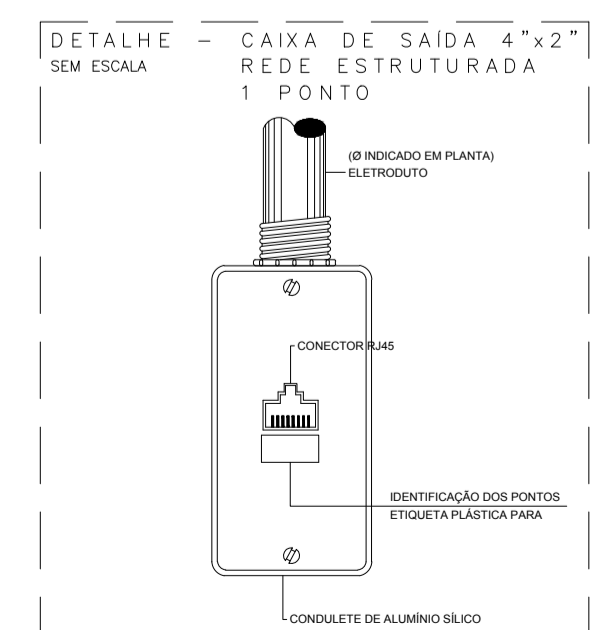 DETALHE – CAIXA DE SAÍDA 4"x2"
SEM ESCALA REDE ESTRUTURADA
1 PONTO
(Ø INDICADO EM PLANTA)
ELETRODUTO
CONECTOR RJ45
IDENTIFICAÇÃO DOS PONTOS
ETIQUETA PLÁSTICA PARA
CONDULETE DE ALUMÍNIO SÍLICO